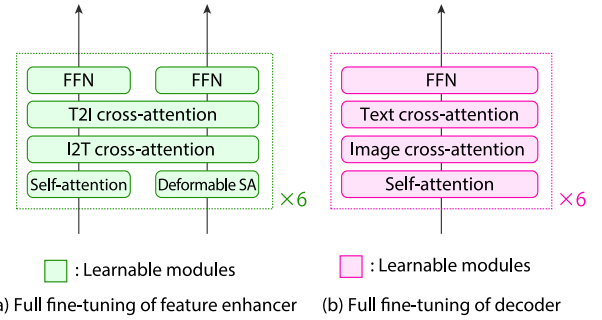 FFN FFN
T2I cross-attention
I2T cross-attention
Self-attention Deformable SA
×6
: Learnable modules
a) Full fine-tuning of feature enhancer
FFN
Text cross-attention
Image cross-attention
Self-attention
×6
: Learnable modules
(b) Full fine-tuning of decoder